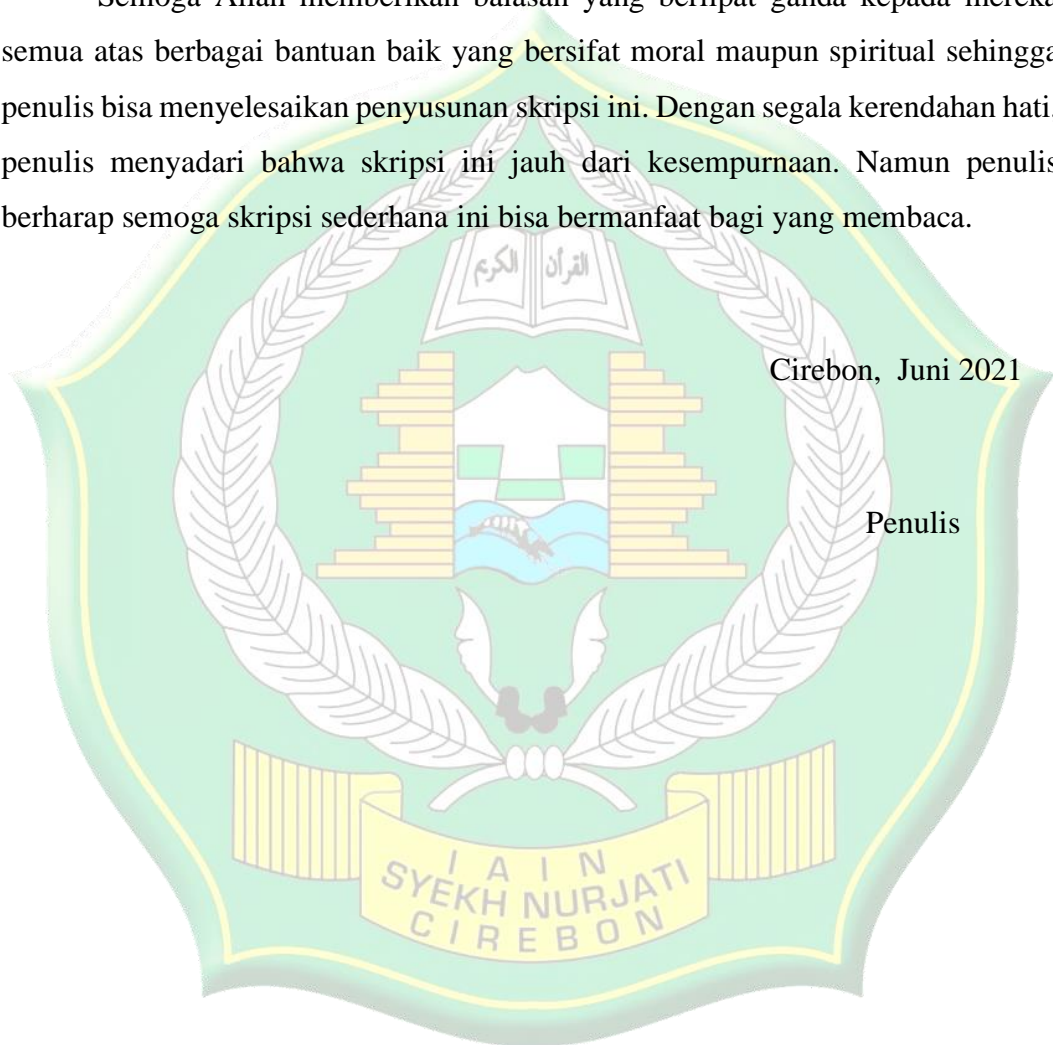 Semoga Allah memberikan balasan yang berlipat ganda kepada mereka
semua atas berbagai bantuan baik yang bersifat moral maupun spiritual sehingga
penulis bisa menyelesaikan penyusunan skripsi ini. Dengan segala kerendahan hati,
penulis menyadari bahwa skripsi ini jauh dari kesempurnaan. Namun penulis
berharap semoga skripsi sederhana ini bisa bermanfaat bagi yang membaca.
القرأن الكريم
Cirebon, Juni 2021
Penulis
IAIN
SYEKH NURJATI
CIREBON